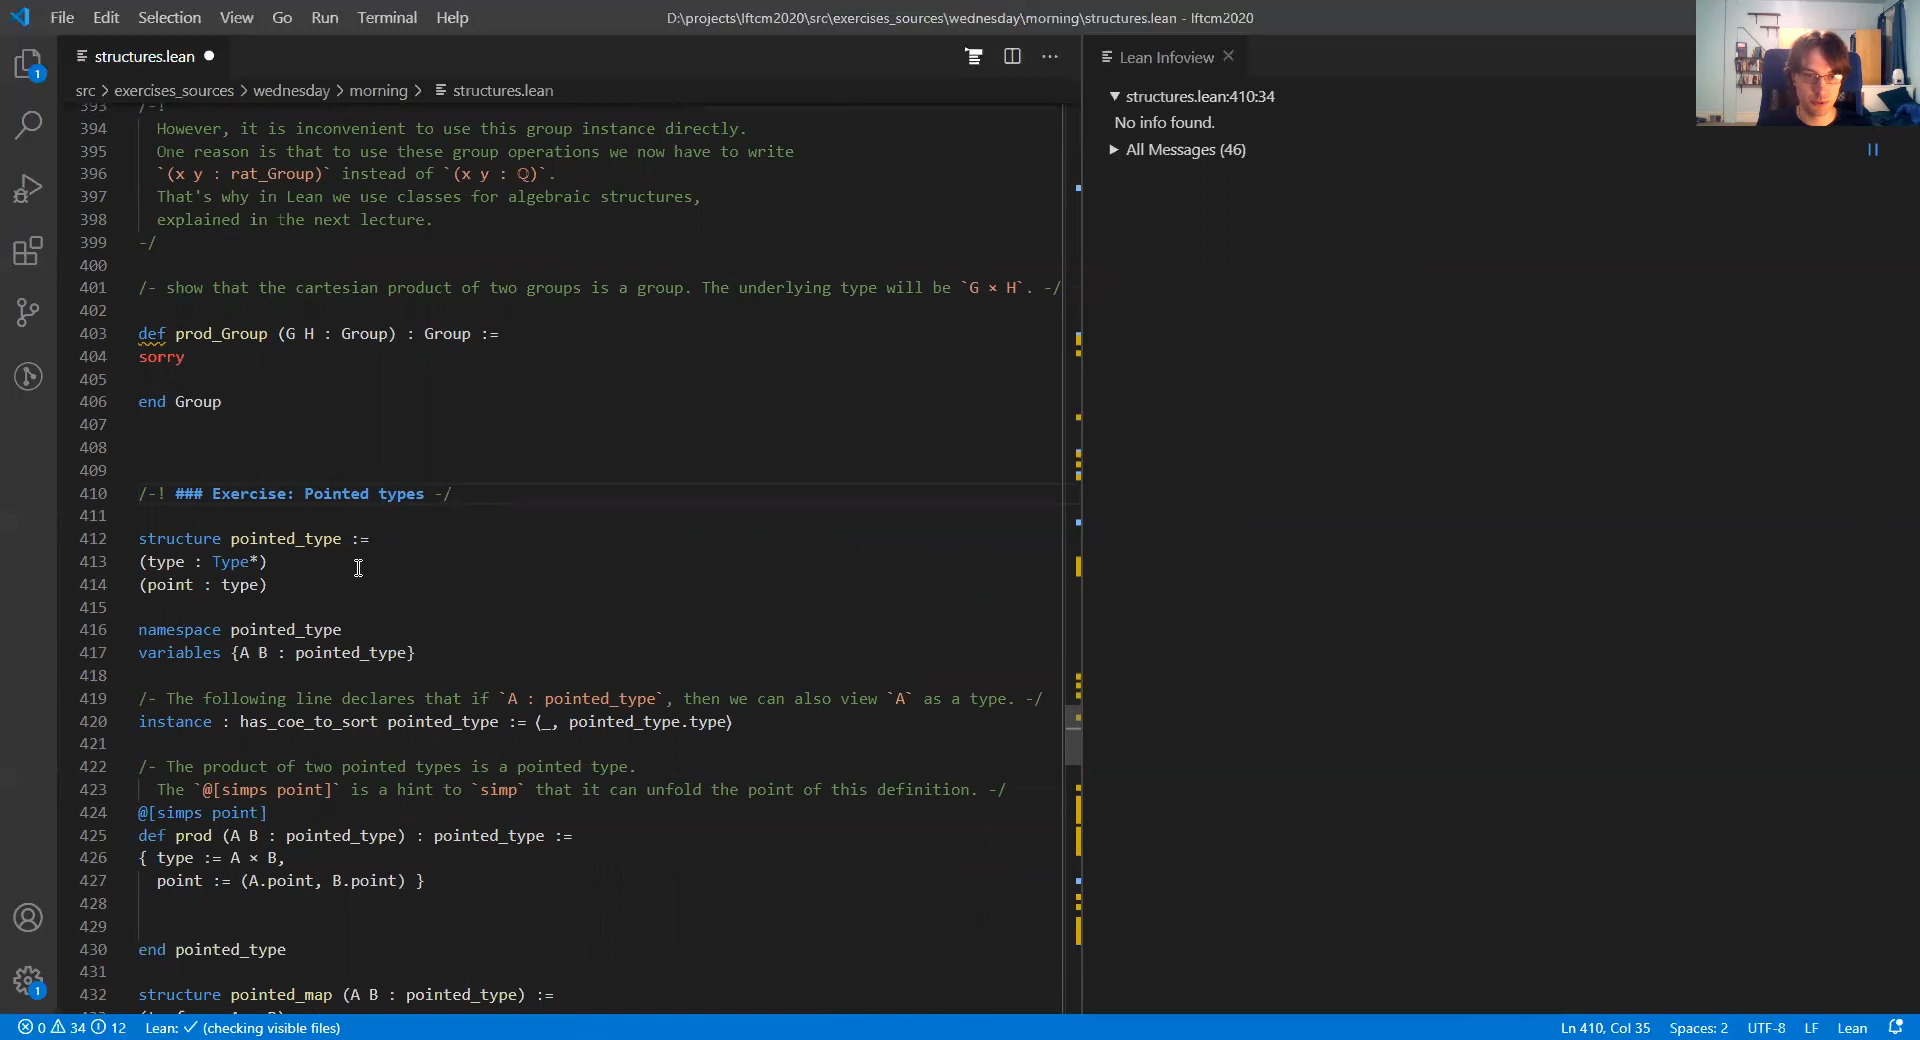 File Edit Selection View Go Run Terminal Help
D:\projects\lftcm2020\src\exercises_sources\wednesday\morning\structures.lean - lftcm2020
structures.lean
Lean Infoview
src > exercises_sources > wednesday > morning > structures.lean
structures.lean:410:34
No info found.
All Messages (46)
393 /-!
394 However, it is inconvenient to use this group instance directly.
395 One reason is that to use these group operations we now have to write
396 `(x y : rat_Group)` instead of `(x y : ℚ)`.
397 That's why in Lean we use classes for algebraic structures,
398 explained in the next lecture.
399 -/
400
401 /- show that the cartesian product of two groups is a group. The underlying type will be `G × H`. -/
402
403 def prod_Group (G H : Group) : Group :=
404 sorry
405
406 end Group
407
408
409
410 /-! ### Exercise: Pointed types -/
411
412 structure pointed_type :=
413 (type : Type*)
414 (point : type)
415
416 namespace pointed_type
417 variables {A B : pointed_type}
418
419 /- The following line declares that if `A : pointed_type`, then we can also view `A` as a type. -/
420 instance : has_coe_to_sort pointed_type := ⟨_, pointed_type.type⟩
421
422 /- The product of two pointed types is a pointed type.
423 The `@[simps point]` is a hint to `simp` that it can unfold the point of this definition. -/
424 @[simps point]
425 def prod (A B : pointed_type) : pointed_type :=
426 { type := A × B,
427 point := (A.point, B.point) }
428
429
430 end pointed_type
431
432 structure pointed_map (A B : pointed_type) :=
1
1
0 34 12 Lean: ✓ (checking visible files)
Ln 410, Col 35 Spaces: 2 UTF-8 LF Lean